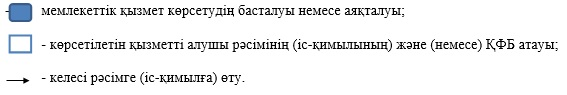 - мемлекеттік қызмет көрсетудің басталуы немесе аяқталуы;
- көрсетілетін қызметті алушы рәсімінің (іс-қимылының) және (немесе) ҚФБ атауы;
- келесі рәсімге (іс-қимылға) өту.